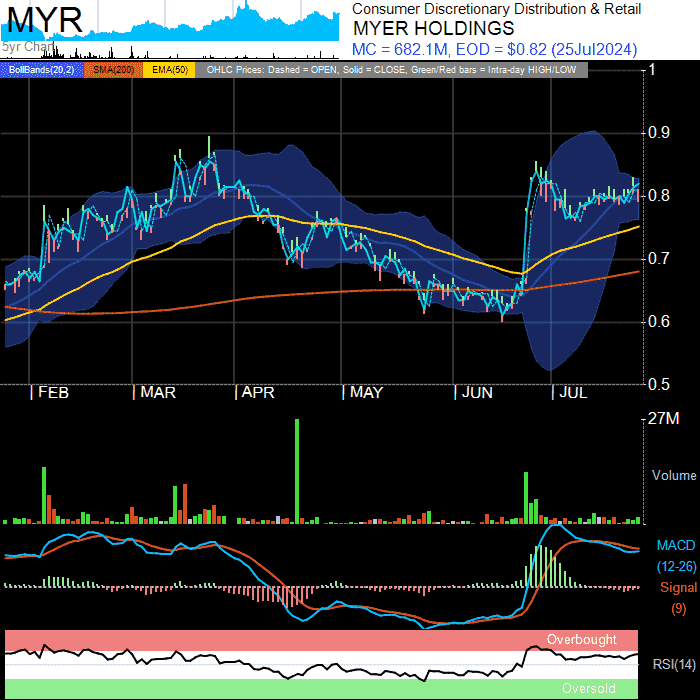 MYR
5yr Chart
Consumer Discretionary Distribution & Retail
MYER HOLDINGS
MC = 682.1M, EOD = $0.82 (25Jul2024)
BollBands(20,2) SMA(200) EMA(50) OHLC Prices: Dashed = OPEN, Solid = CLOSE, Green/Red bars = Intra-day HIGH/LOW
1
0.9
0.8
0.7
0.6
0.5
| FEB | MAR | APR | MAY | JUN | JUL
27M
Volume
MACD
(12-26)
Signal
(9)
Overbought
RSI(14)
Oversold